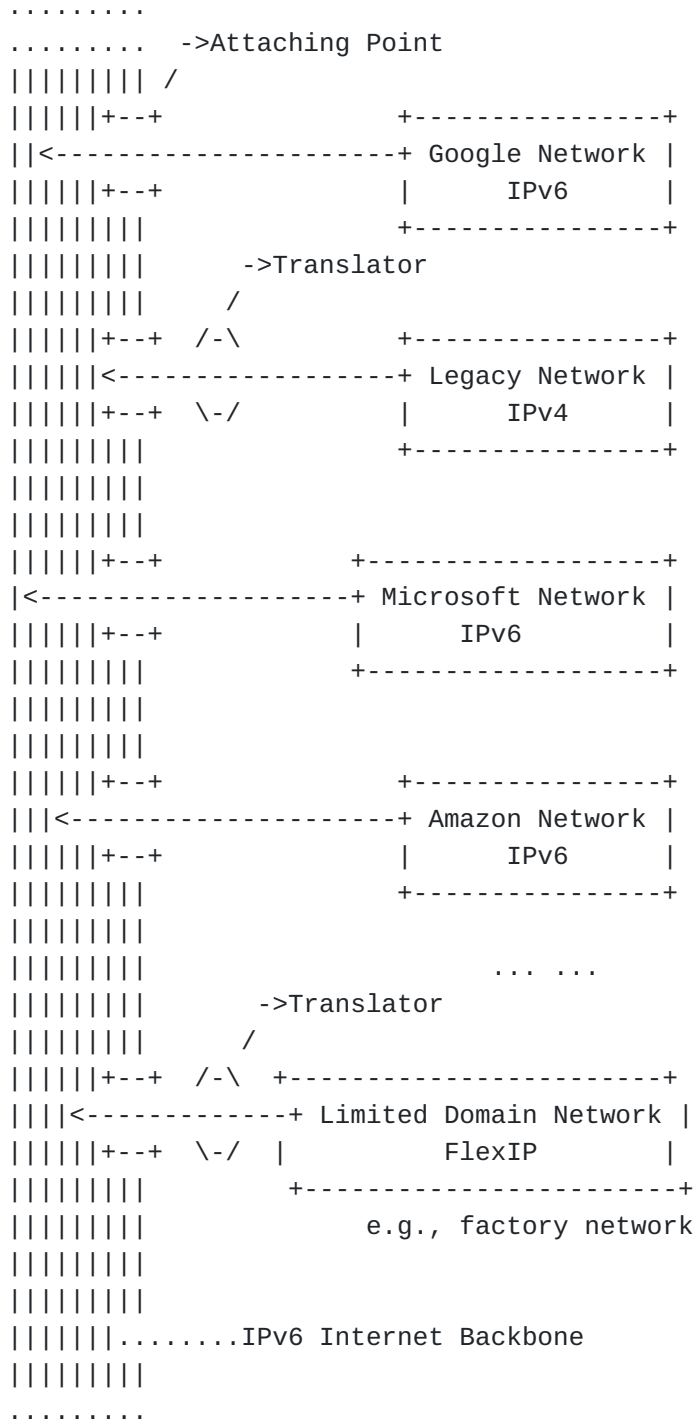 .........
.........  ->Attaching Point
||||||||| /
||||||+--+               +----------------+
||<----------------------+ Google Network |
||||||+--+               |      IPv6      |
|||||||||                +----------------+
|||||||||      ->Translator
|||||||||     /
||||||+--+  /-\          +----------------+
||||||<------------------+ Legacy Network |
||||||+--+  \-/          |      IPv4      |
|||||||||                +----------------+
|||||||||
|||||||||
||||||+--+            +-------------------+
|<--------------------+ Microsoft Network |
||||||+--+            |      IPv6         |
|||||||||             +-------------------+
|||||||||
|||||||||
||||||+--+               +----------------+
|||<---------------------+ Amazon Network |
||||||+--+               |      IPv6      |
|||||||||                +----------------+
|||||||||
|||||||||                      ... ...
|||||||||       ->Translator
|||||||||      /
||||||+--+  /-\  +------------------------+
||||<-------------+ Limited Domain Network |
||||||+--+  \-/  |          FlexIP        |
|||||||||         +------------------------+
|||||||||              e.g., factory network
|||||||||
|||||||||
|||||||........IPv6 Internet Backbone
|||||||||
.........